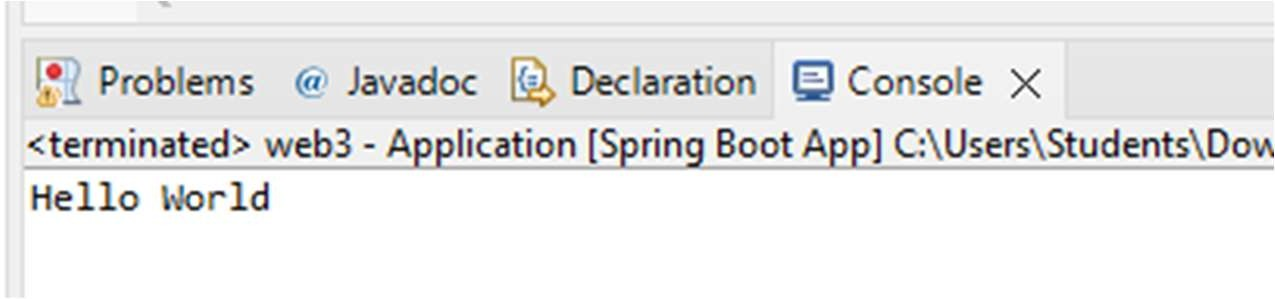 Problems @ Javadoc Declaration Console
<terminated> web3 - Application [Spring Boot App] C:\Users\Students\Dow
Hello World